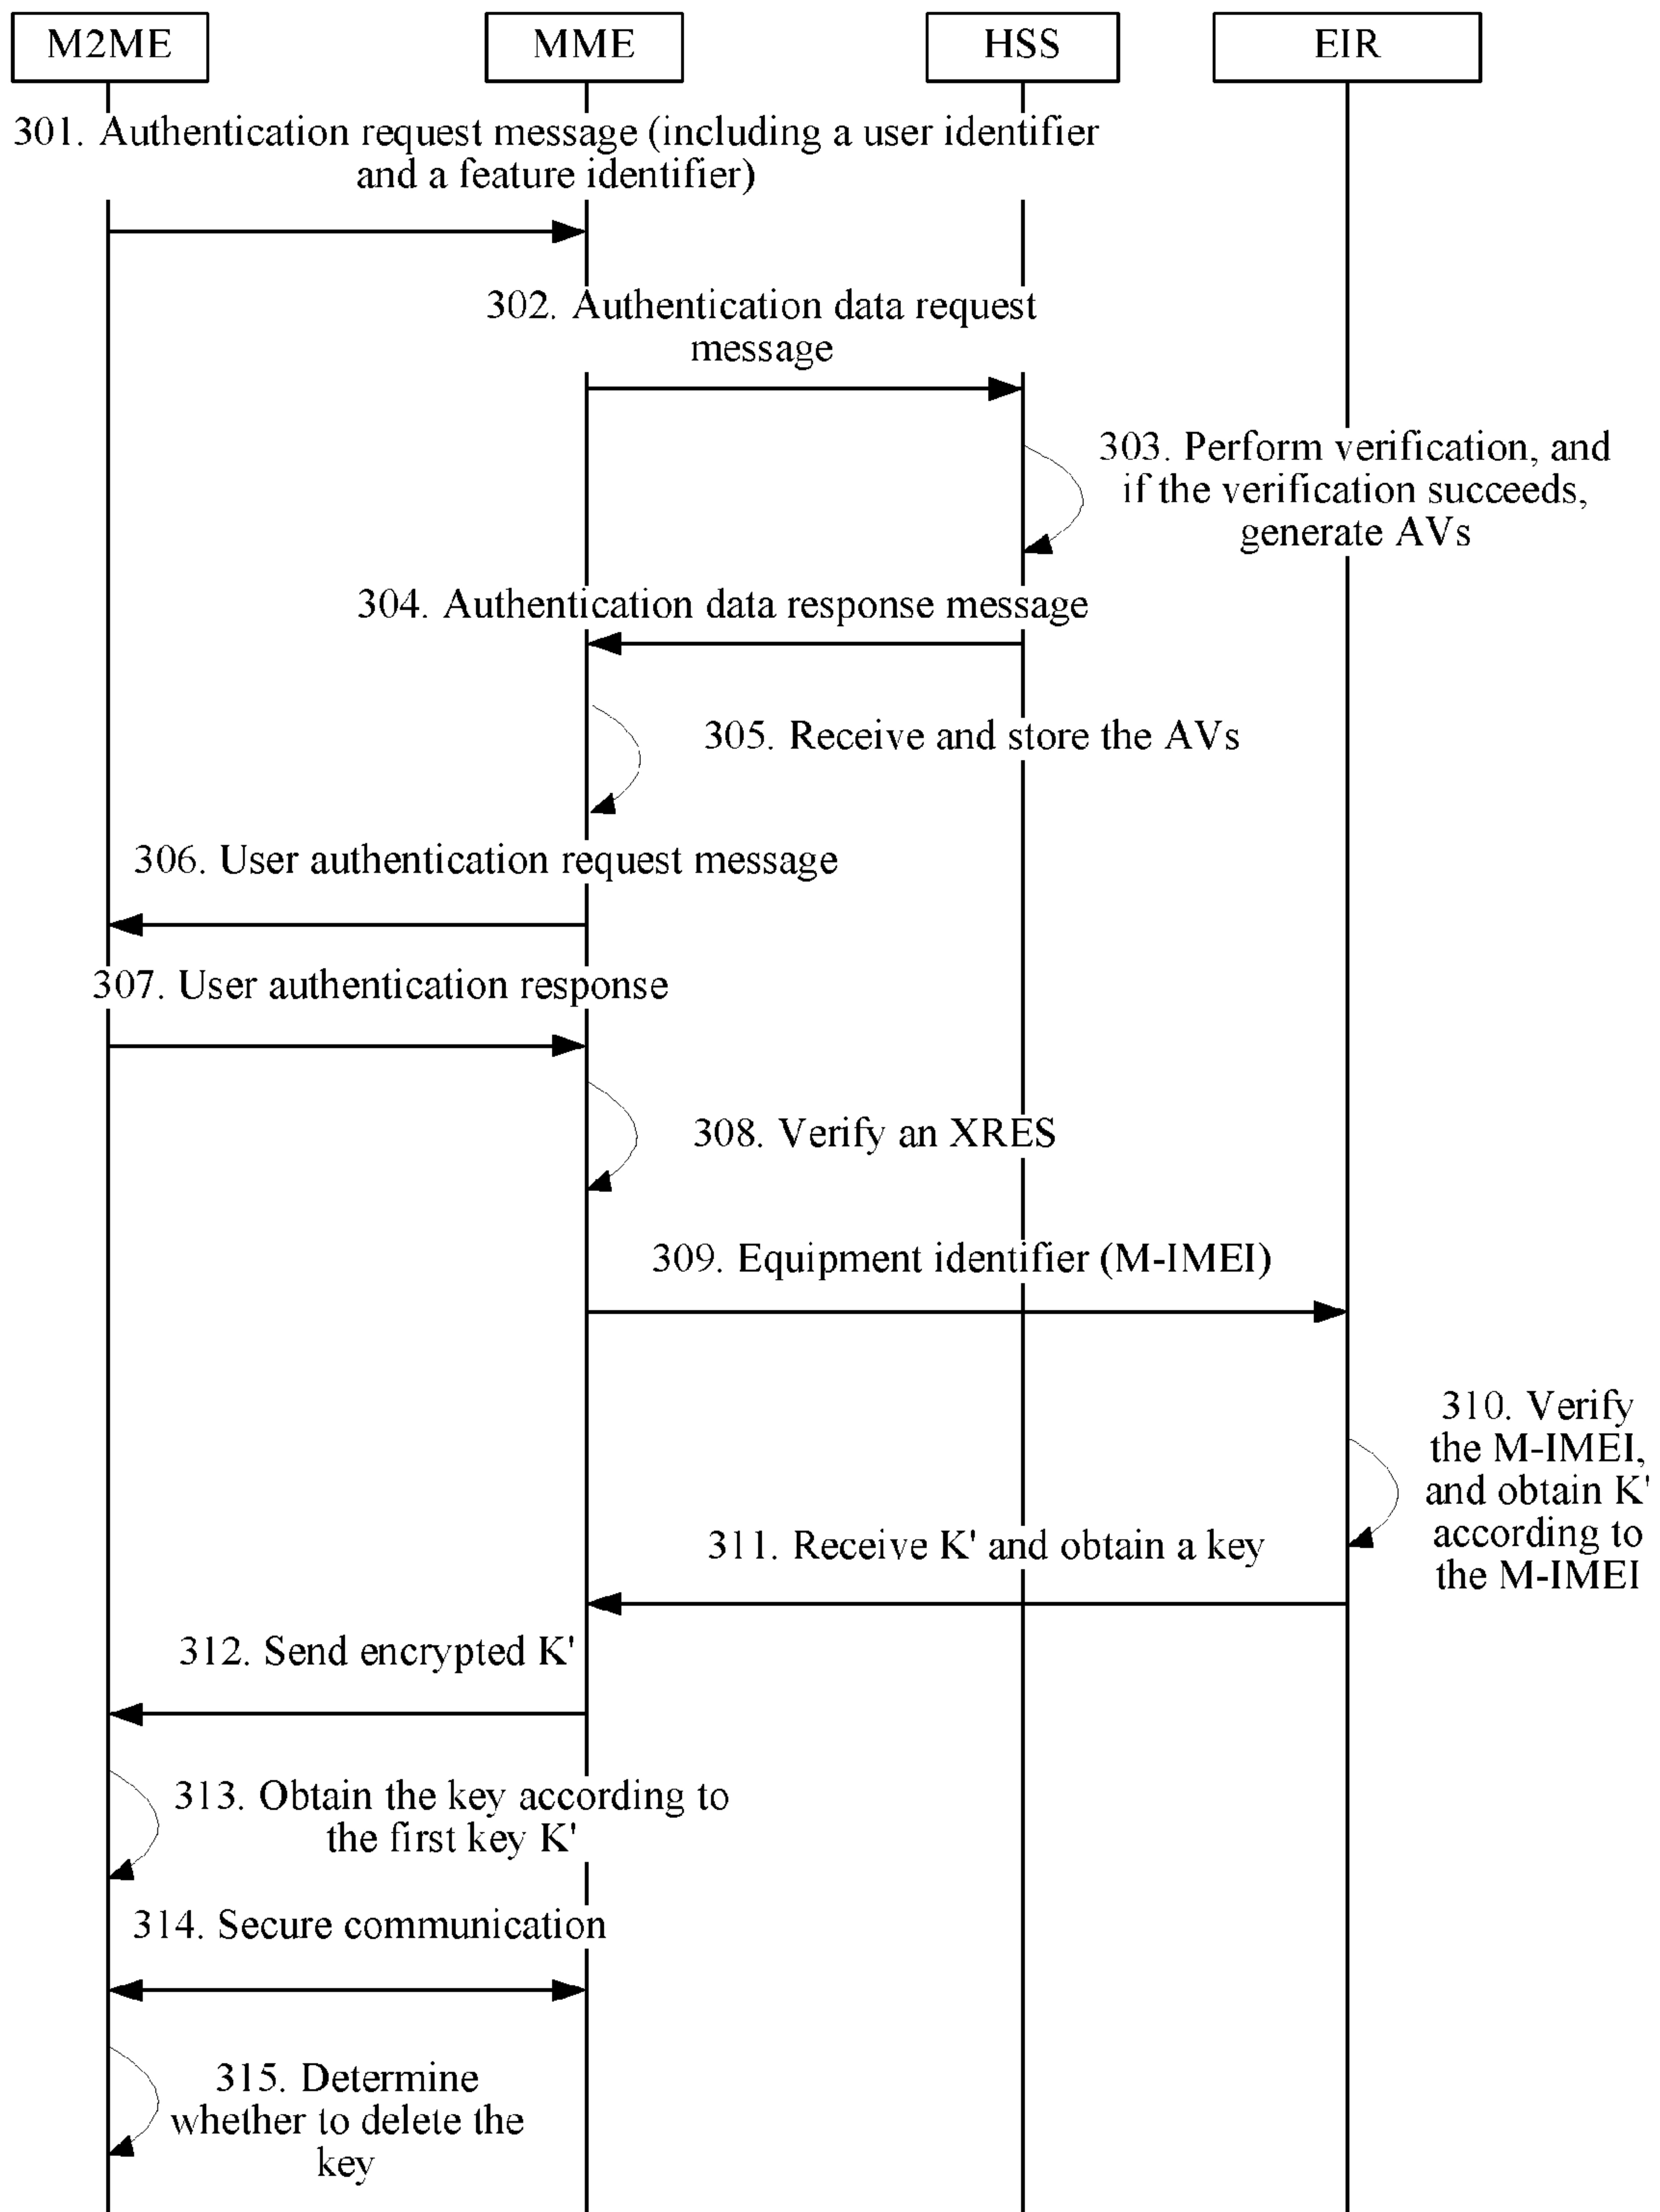 M2ME
MME
HSS
EIR
301. Authentication request message (including a user identifier
and a feature identifier)
302. Authentication data request
message
303. Perform verification, and
if the verification succeeds,
generate AVs
304. Authentication data response message
305. Receive and store the AVs
306. User authentication request message
307. User authentication response
308. Verify an XRES
309. Equipment identifier (M-IMEI)
310. Verify
the M-IMEI,
and obtain K'
according to
the M-IMEI
311. Receive K' and obtain a key
312. Send encrypted K'
313. Obtain the key according to
the first key K'
314. Secure communication
315. Determine
whether to delete the
key